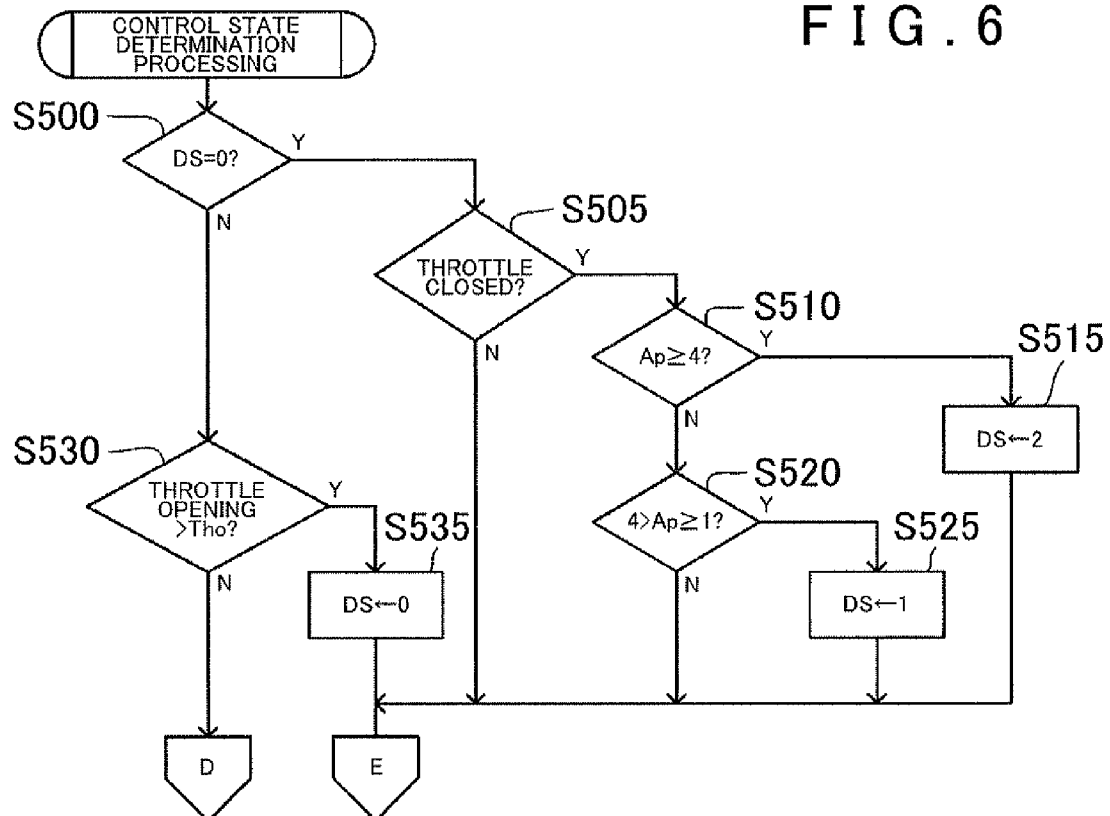 FIG. 6
CONTROL STATE
DETERMINATION
PROCESSING
S500
DS=0?
Y
N
S505
THROTTLE
CLOSED?
Y
N
S510
Ap≧4?
Y
N
S515
DS←2
S520
4>Ap≧1?
Y
N
S525
DS←1
S530
THROTTLE
OPENING
>Tho?
Y
N
S535
DS←0
D
E